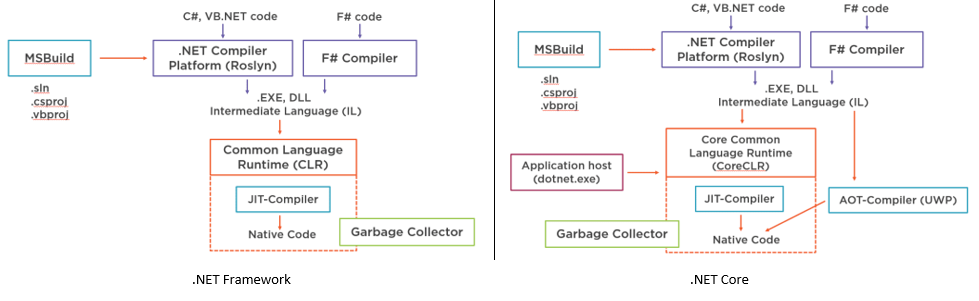 C#, VB.NET code
F# code
MSBuild
.NET Compiler
Platform (Roslyn)
F# Compiler
.sln
.csproj
.vbproj
.EXE, DLL
Intermediate Language (IL)
Common Language
Runtime (CLR)
JIT-Compiler
Native Code
Garbage Collector
.NET Framework
C#, VB.NET code
F# code
MSBuild
.NET Compiler
Platform (Roslyn)
F# Compiler
.sln
.csproj
.vbproj
.EXE, DLL
Intermediate Language (IL)
Core Common
Language Runtime
(CoreCLR)
Application host
(dotnet.exe)
JIT-Compiler
AOT-Compiler (UWP)
Garbage Collector
Native Code
.NET Core